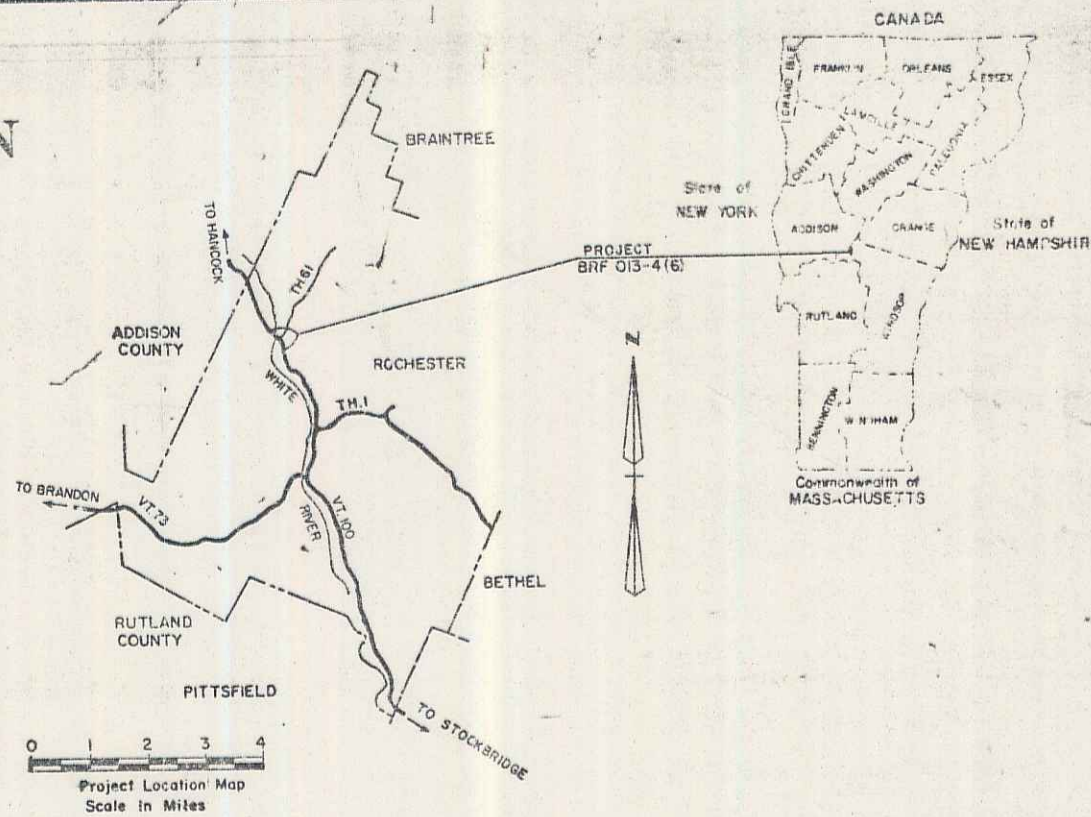 N
BRAINTREE
TO HANCOCK
TH.61
ADDISON
COUNTY
ROCHESTER
WHITE
TH.1
TO BRANDON
VT. 73
RIVER
VT. 100
BETHEL
RUTLAND
COUNTY
PITTSFIELD
TO STOCKBRIDGE
0 1 2 3 4
Project Location Map
Scale in Miles
PROJECT
BRF 013-4(6)
N
CANADA
GRAND ISLE
FRANKLIN
ORLEANS
ESSEX
LAMOILLE
CHITTENDEN
WASHINGTON
CALEDONIA
State of
NEW YORK
ADDISON
ORANGE
State of
NEW HAMPSHIR
RUTLAND
WINDSOR
BENNINGTON
WINDHAM
Commonwealth of
MASSACHUSETTS